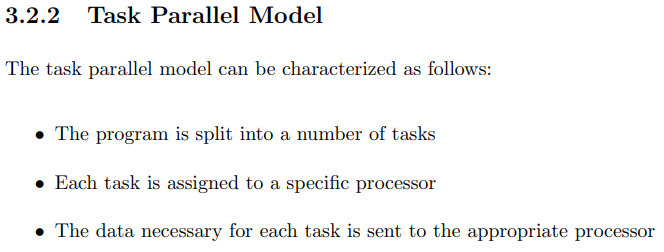 3.2.2 Task Parallel Model
The task parallel model can be characterized as follows:
• The program is split into a number of tasks
• Each task is assigned to a specific processor
• The data necessary for each task is sent to the appropriate processor